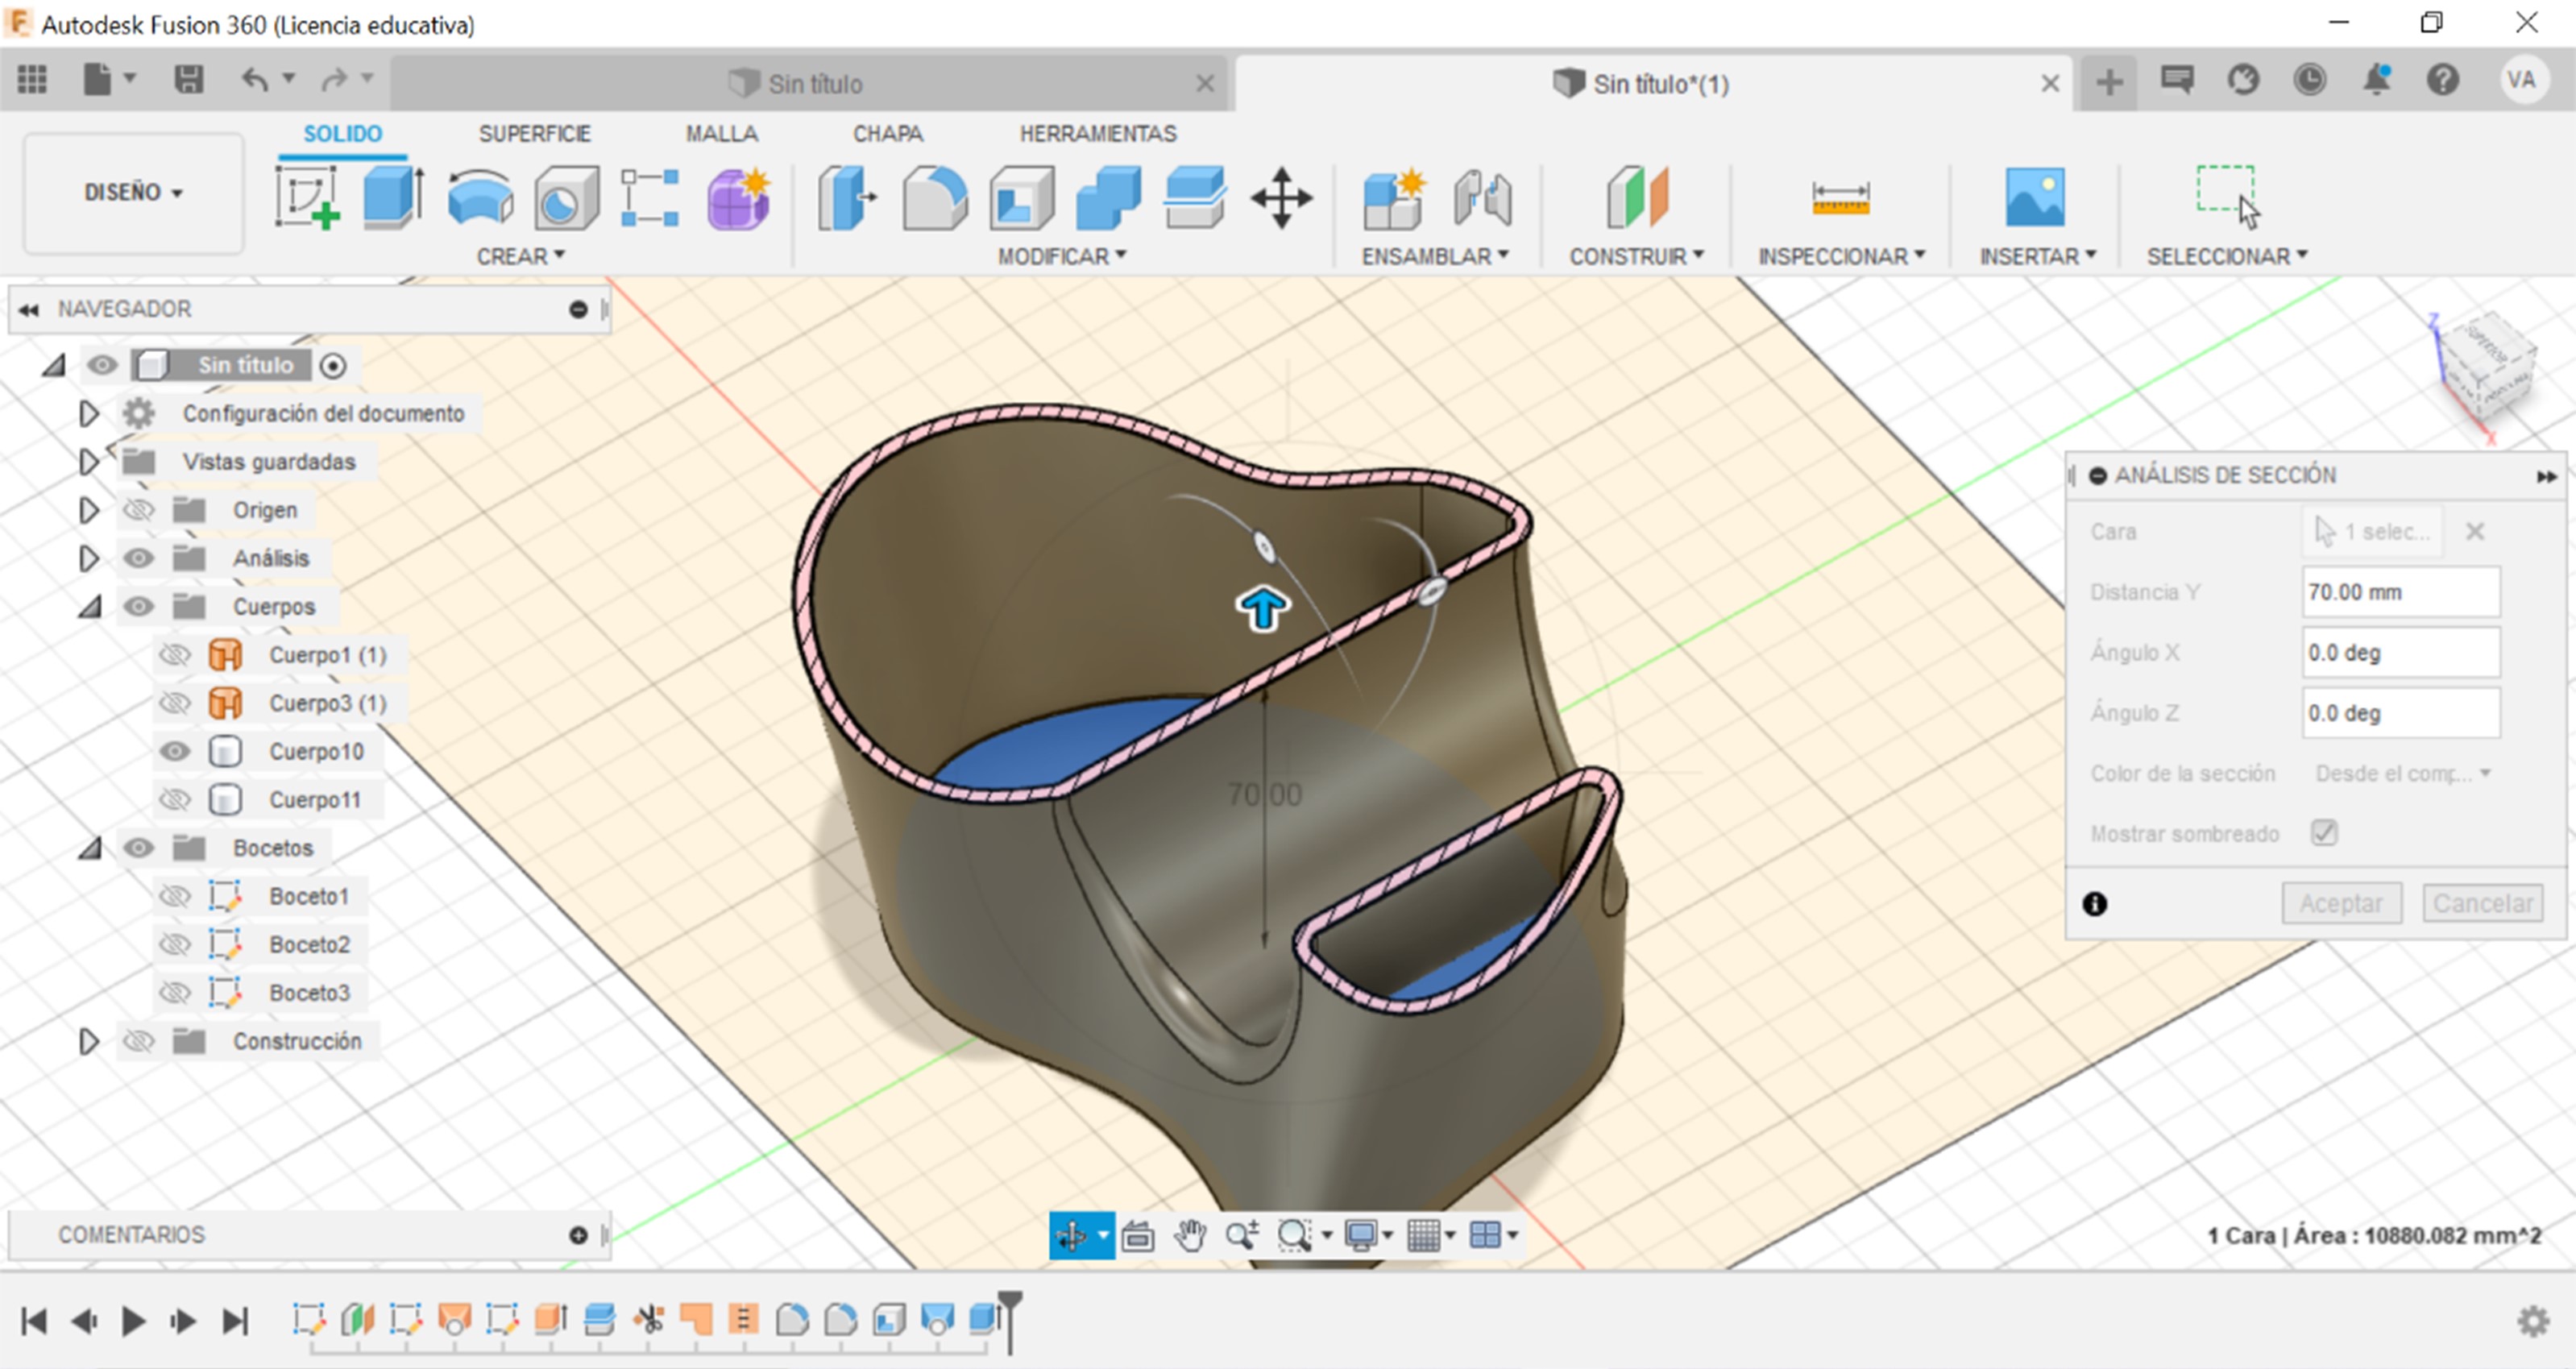 Autodesk Fusion 360 (Licencia educativa)
Sin título
Sin título*(1)
VA
DISEÑO
SOLIDO
SUPERFICIE
MALLA
CHAPA
HERRAMIENTAS
CREAR
MODIFICAR
ENSAMBLAR
CONSTRUIR
INSPECCIONAR
INSERTAR
SELECCIONAR
NAVEGADOR
Sin título
Configuración del documento
Vistas guardadas
Origen
Análisis
Cuerpos
Cuerpo1 (1)
Cuerpo3 (1)
Cuerpo10
Cuerpo11
Bocetos
Boceto1
Boceto2
Boceto3
Construcción
70.00
Z
X
ANÁLISIS DE SECCIÓN
Cara 1 selec...
Distancia Y 70.00 mm
Ángulo X 0.0 deg
Ángulo Z 0.0 deg
Color de la sección Desde el comp...
Mostrar sombreado
Aceptar Cancelar
COMENTARIOS
1 Cara | Área : 10880.082 mm^2